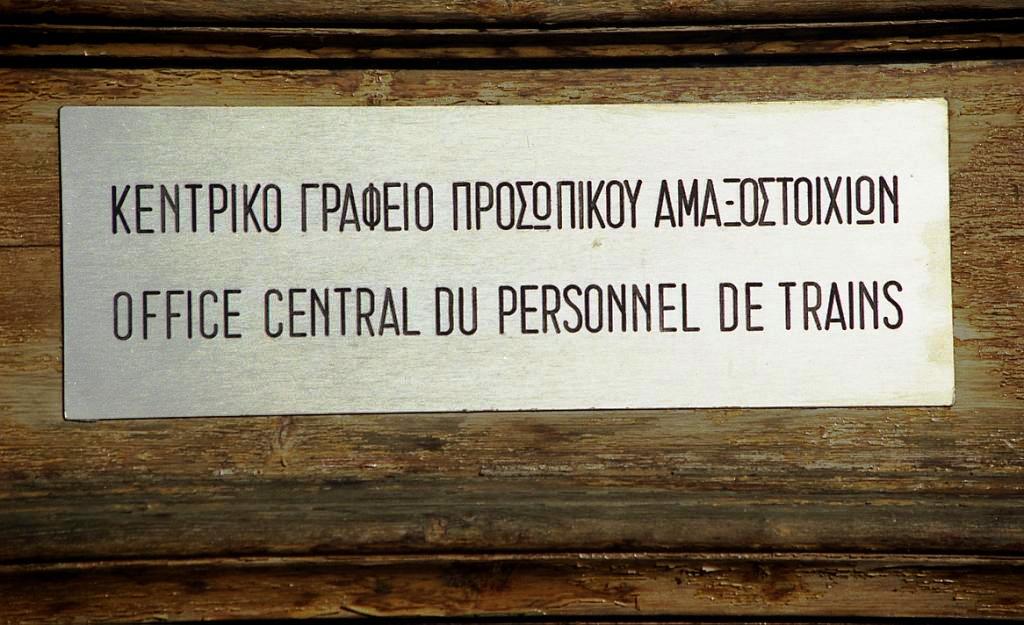 ΚΕΝΤΡΙΚΟ ΓΡΑΦΕΙΟ ΠΡΟΣΩΠΙΚΟΥ ΑΜΑΞΟΣΤΟΙΧΙΩΝ
OFFICE CENTRAL DU PERSONNEL DE TRAINS